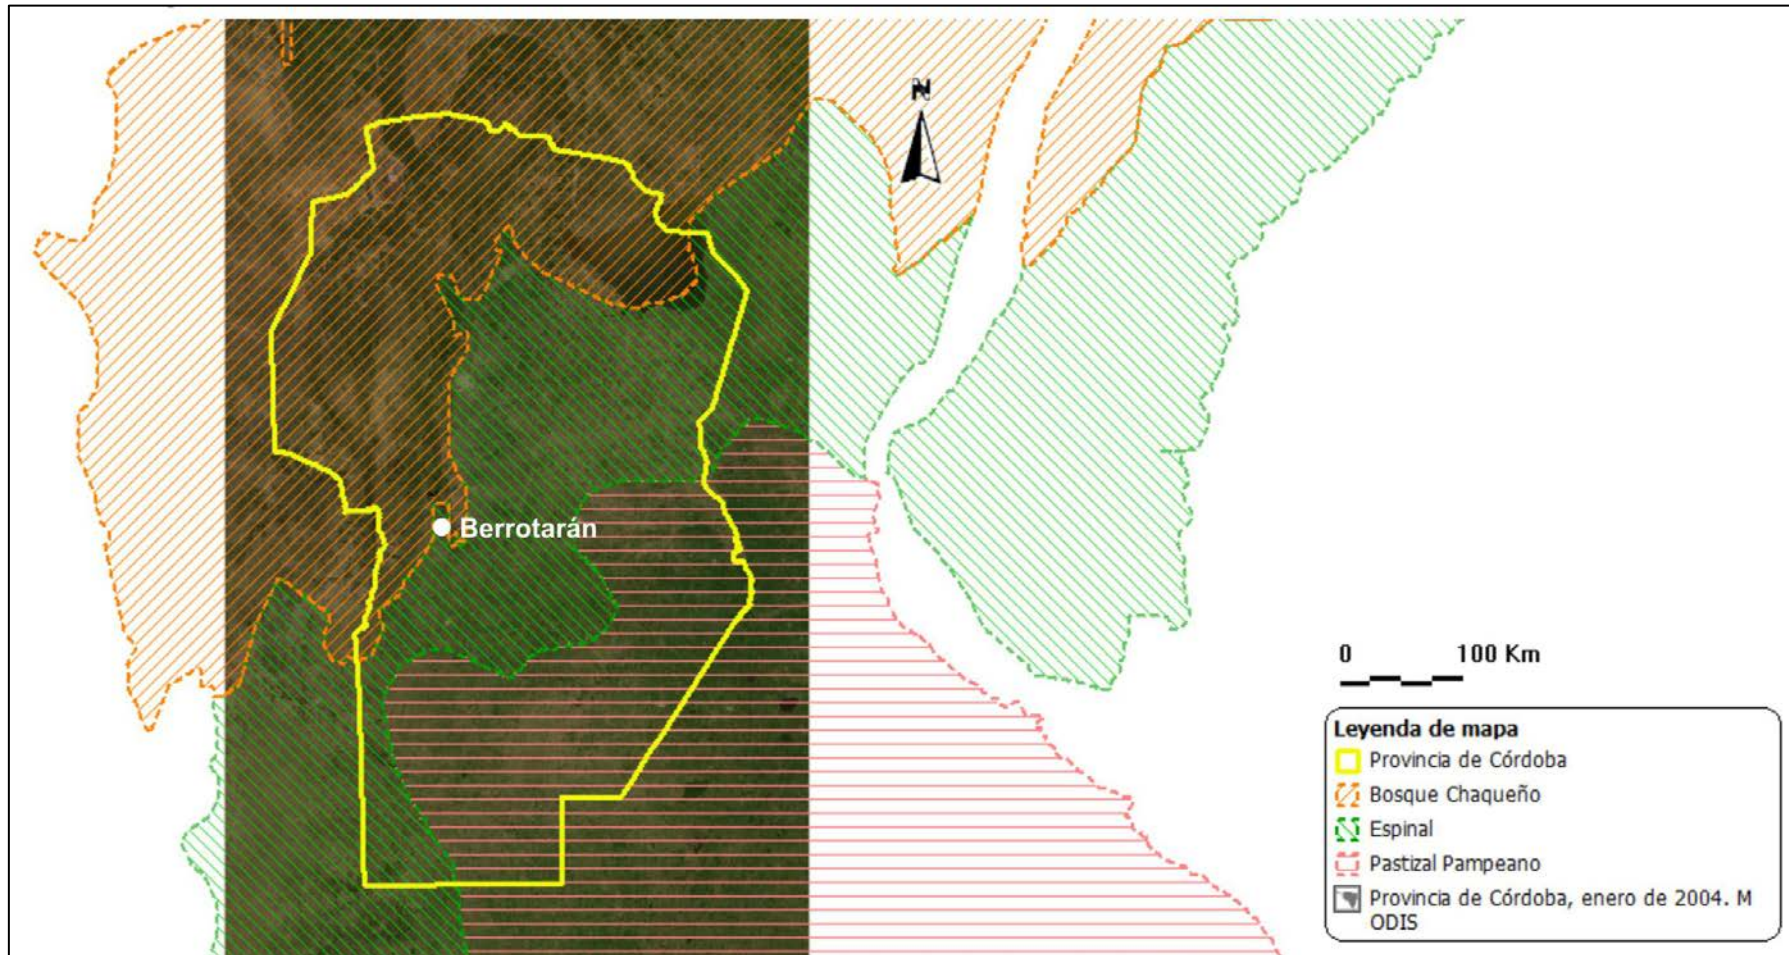 N
Berrotarán
0 100 Km
Leyenda de mapa
Provincia de Córdoba
Bosque Chaqueño
Espinal
Pastizal Pampeano
Provincia de Córdoba, enero de 2004. M
ODIS